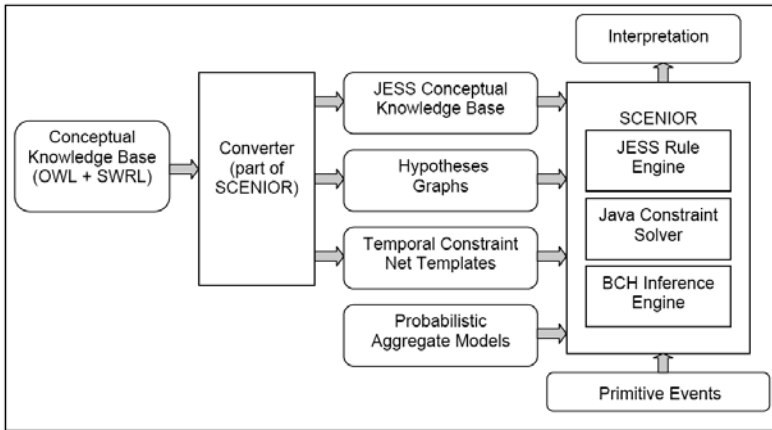 Conceptual
Knowledge Base
(OWL + SWRL)
Converter
(part of
SCENIOR)
JESS Conceptual
Knowledge Base
Hypotheses
Graphs
Temporal Constraint
Net Templates
Probabilistic
Aggregate Models
Interpretation
SCENIOR
JESS Rule
Engine
Java Constraint
Solver
BCH Inference
Engine
Primitive Events